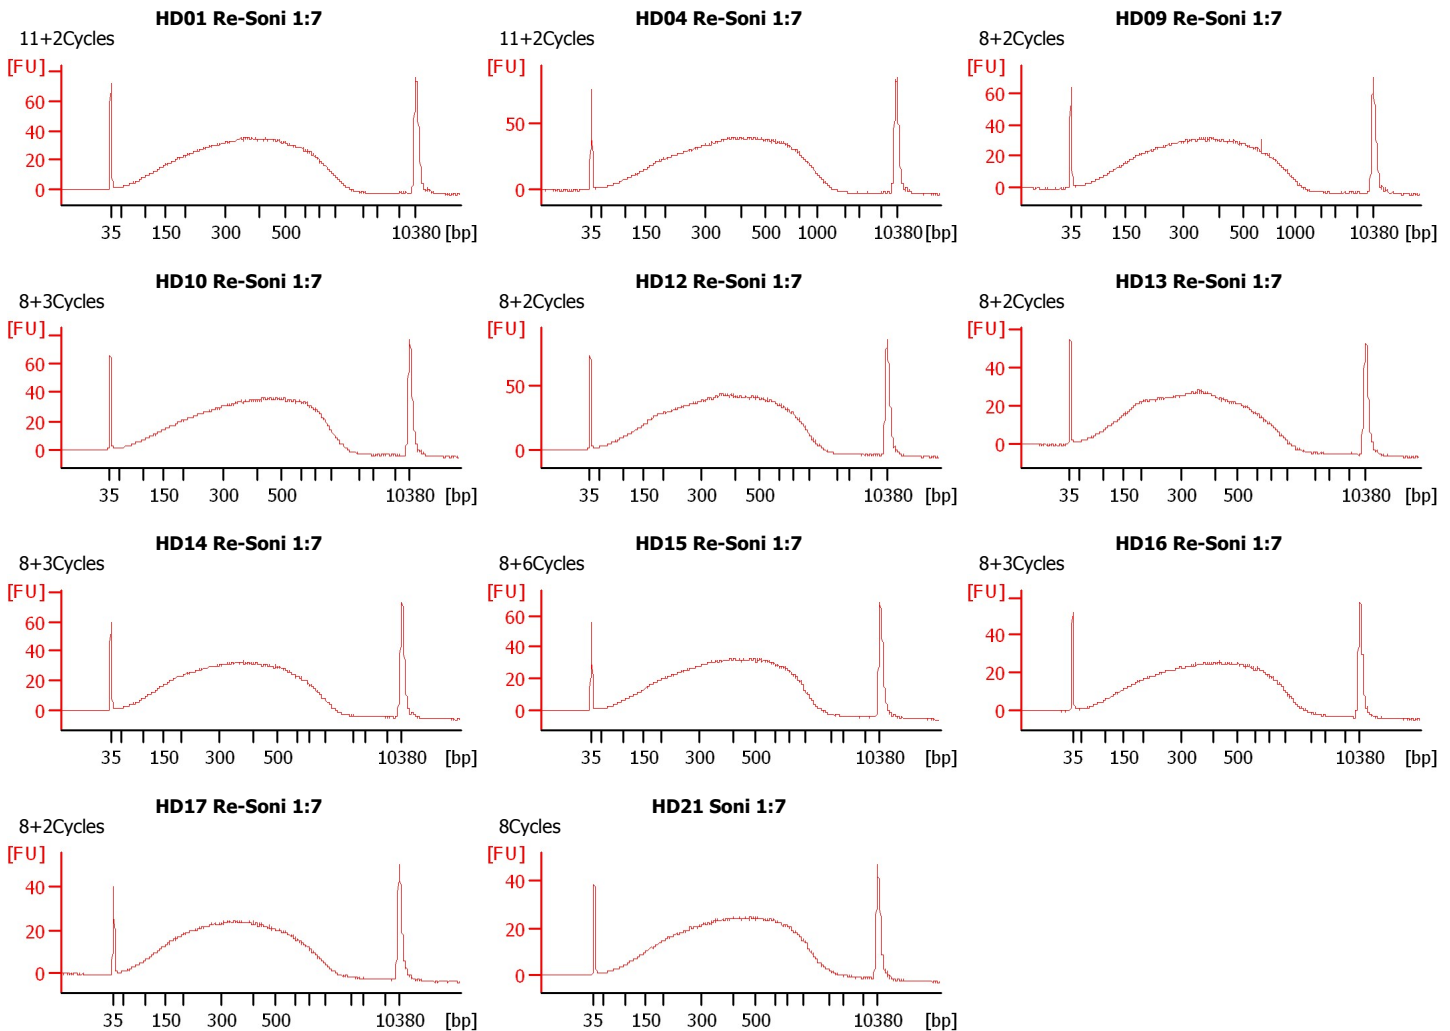 HD01 Re-Soni 1:7
11+2Cycles
[FU]
60
40
20
0
35 150 300 500 10380 [bp]
HD04 Re-Soni 1:7
11+2Cycles
[FU]
50
0
35 150 300 500 1000 10380 [bp]
HD09 Re-Soni 1:7
8+2Cycles
[FU]
60
40
20
0
35 150 300 500 1000 10380 [bp]
HD10 Re-Soni 1:7
8+3Cycles
[FU]
60
40
20
0
35 150 300 500 10380 [bp]
HD12 Re-Soni 1:7
8+2Cycles
[FU]
50
0
35 150 300 500 10380 [bp]
HD13 Re-Soni 1:7
8+2Cycles
[FU]
40
20
0
35 150 300 500 10380 [bp]
HD14 Re-Soni 1:7
8+3Cycles
[FU]
60
40
20
0
35 150 300 500 10380 [bp]
HD15 Re-Soni 1:7
8+6Cycles
[FU]
60
40
20
0
35 150 300 500 10380 [bp]
HD16 Re-Soni 1:7
8+3Cycles
[FU]
40
20
0
35 150 300 500 10380 [bp]
HD17 Re-Soni 1:7
8+2Cycles
[FU]
40
20
0
35 150 300 500 10380 [bp]
HD21 Soni 1:7
8Cycles
[FU]
40
20
0
35 150 300 500 10380 [bp]